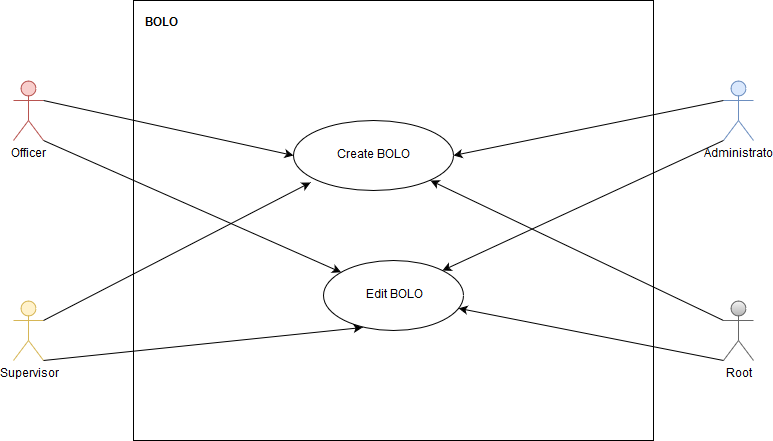 BOLO
Officer
Create BOLO
Administrato
Edit BOLO
Supervisor
Root